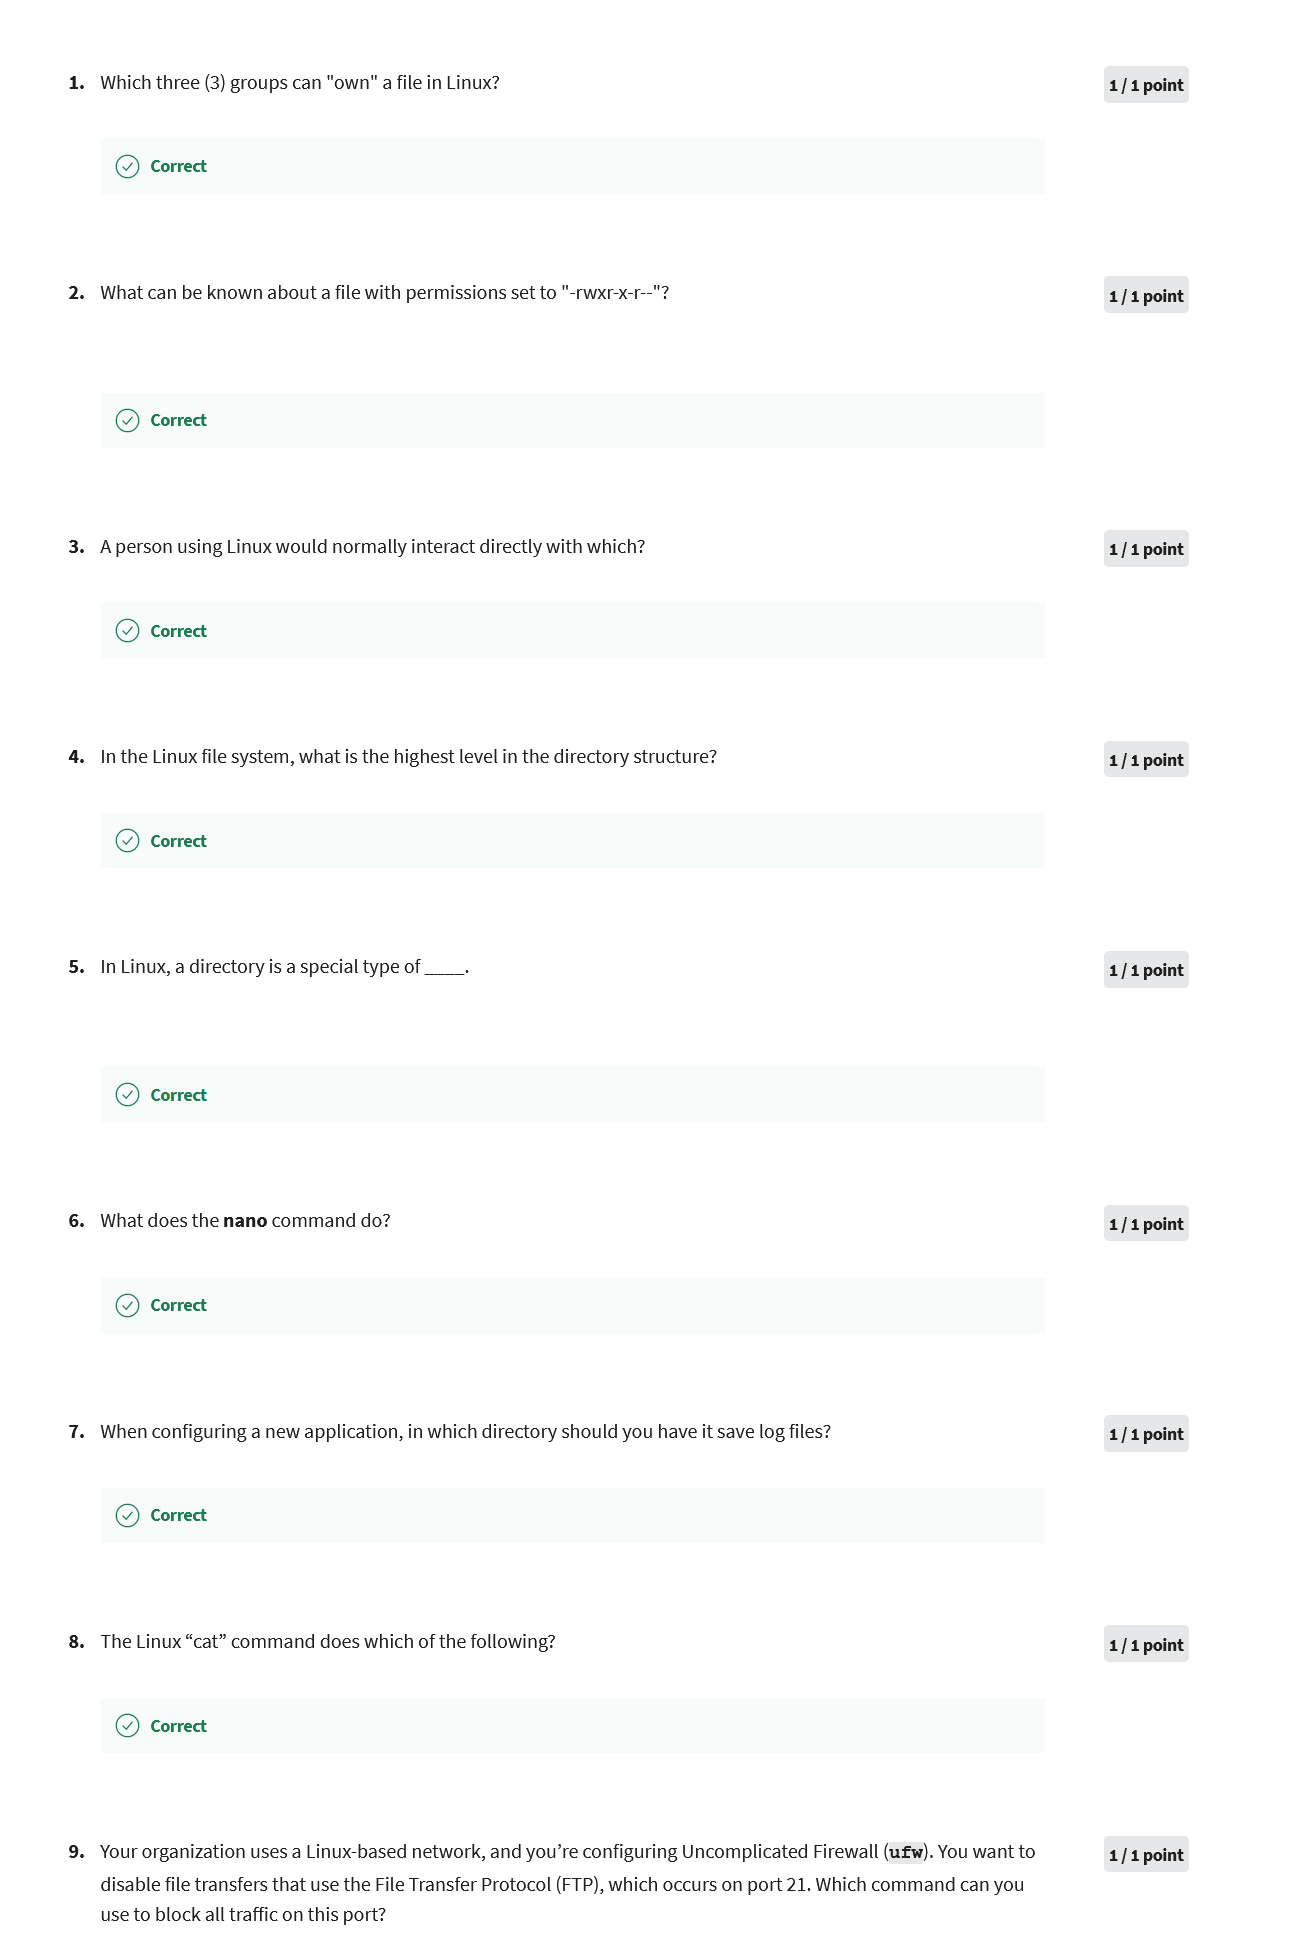 1. Which three (3) groups can "own" a file in Linux?
1 / 1 point
Correct
2. What can be known about a file with permissions set to "-rwxr-x-r--"?
1 / 1 point
Correct
3. A person using Linux would normally interact directly with which?
1 / 1 point
Correct
4. In the Linux file system, what is the highest level in the directory structure?
1 / 1 point
Correct
5. In Linux, a directory is a special type of ____.
1 / 1 point
Correct
6. What does the nano command do?
1 / 1 point
Correct
7. When configuring a new application, in which directory should you have it save log files?
1 / 1 point
Correct
8. The Linux “cat” command does which of the following?
1 / 1 point
Correct
9. Your organization uses a Linux-based network, and you’re configuring Uncomplicated Firewall (ufw). You want to
1 / 1 point
disable file transfers that use the File Transfer Protocol (FTP), which occurs on port 21. Which command can you
use to block all traffic on this port?